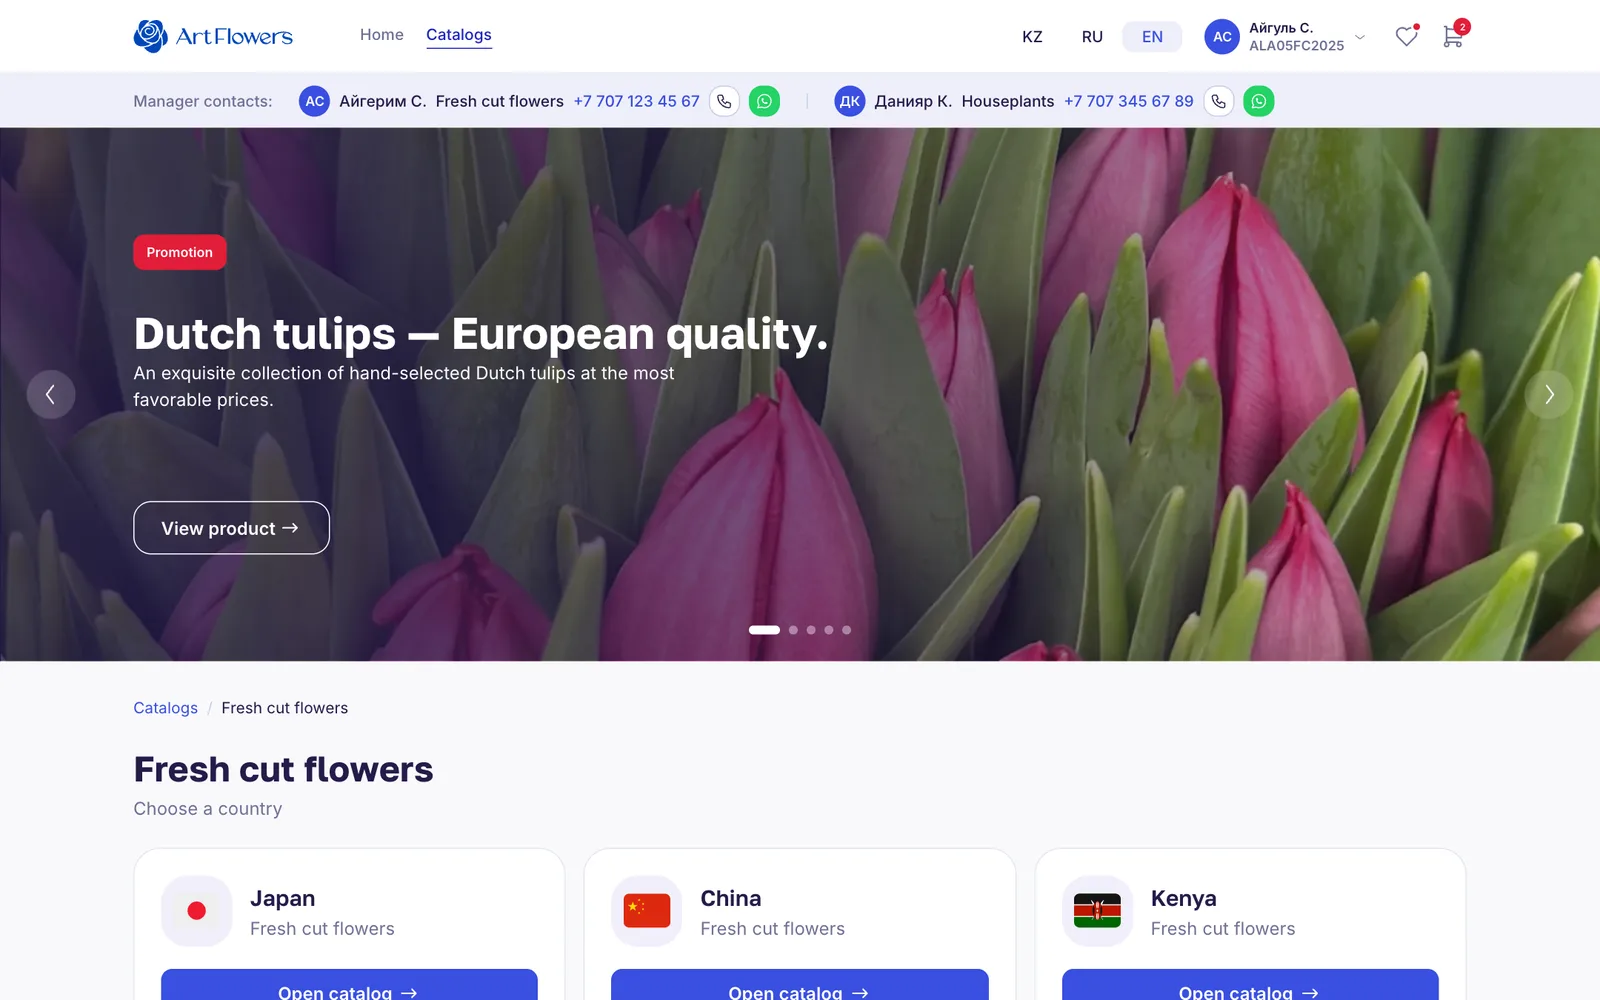 ArtFlowers
Home Catalogs
KZ RU EN
АС Айгуль С.
ALA05FC2025
2
Manager contacts: АС Айгерим С. Fresh cut flowers +7 707 123 45 67
ДК Данияр К. Houseplants +7 707 345 67 89
Promotion
Dutch tulips — European quality.
An exquisite collection of hand-selected Dutch tulips at the most
favorable prices.
View product →
Catalogs / Fresh cut flowers
Fresh cut flowers
Choose a country
Japan
Fresh cut flowers
Open catalog →
China
Fresh cut flowers
Open catalog →
Kenya
Fresh cut flowers
Open catalog →